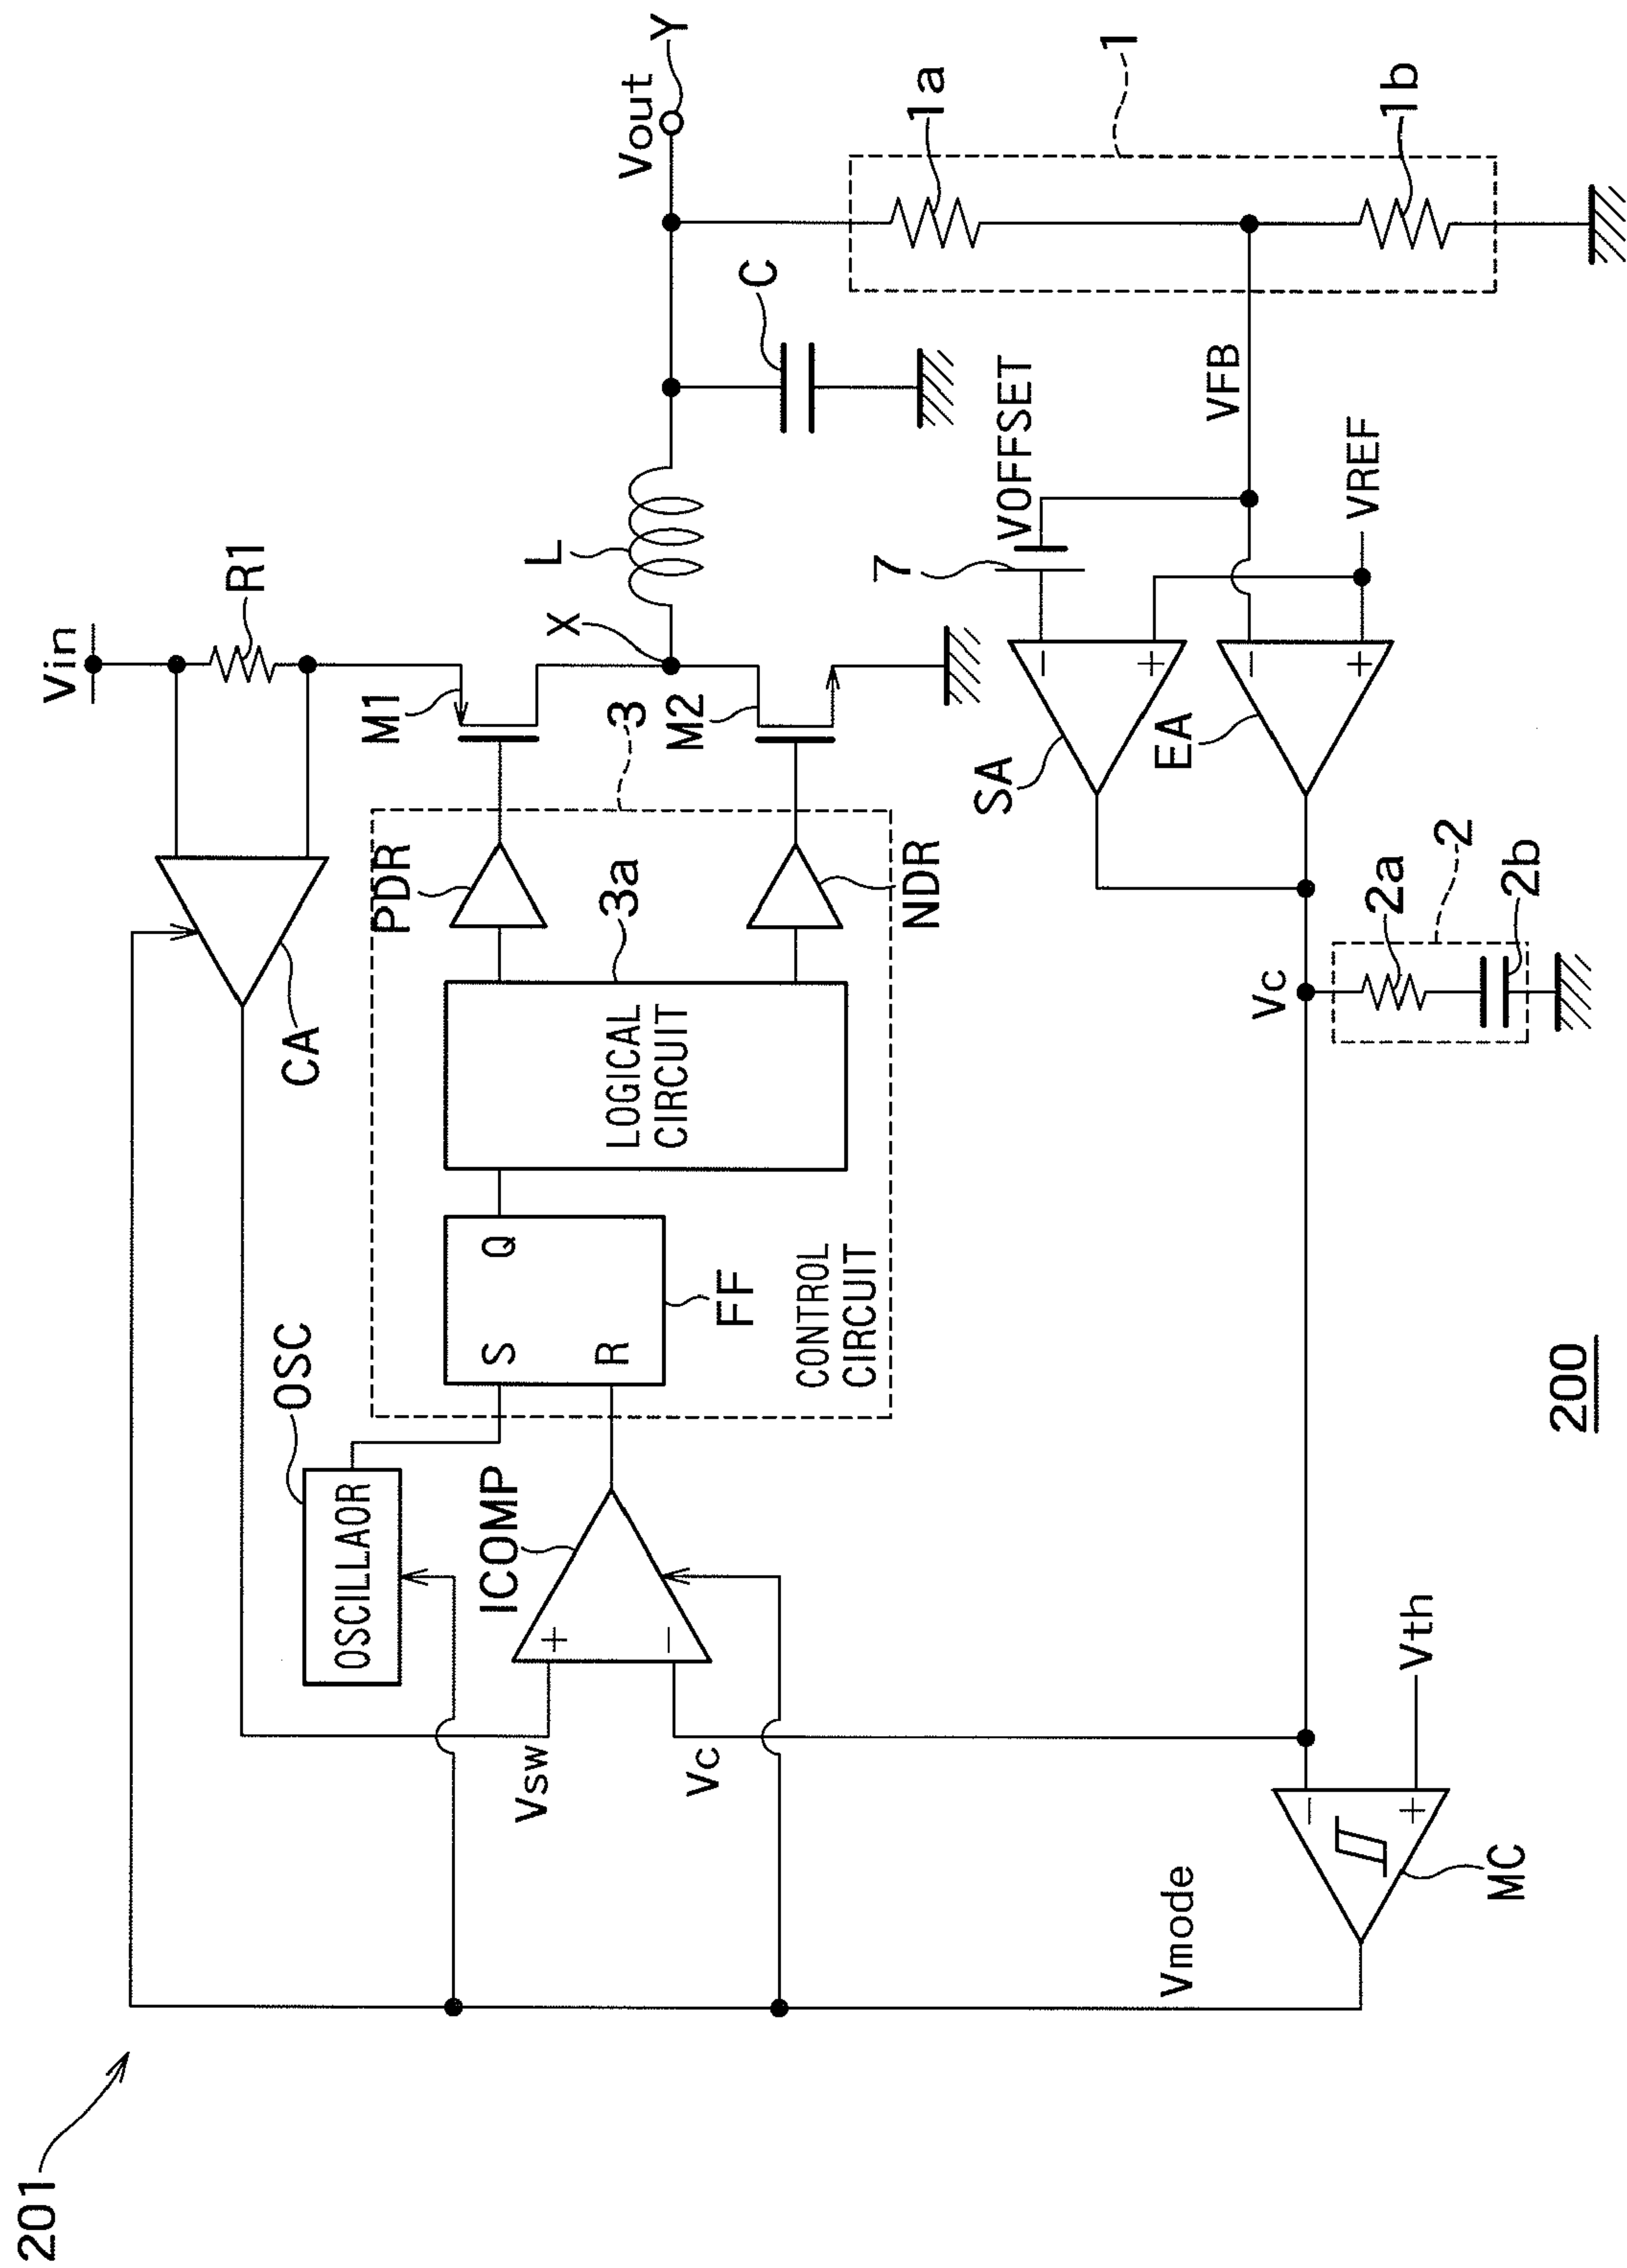 201
Vin
R1
CA
OSC
OSCILLAOR
M1
PDR
L
X
Vout
Y
ICOMP
+
−
Vsw
Vc
S
Q
R
FF
LOGICAL
CIRCUIT
3a
3
CONTROL
CIRCUIT
M2
NDR
C
1a
1
1b
7
VOFFSET
VFB
SA
−
+
EA
−
+
VREF
Vc
2a
2
2b
Vmode
−
+
Vth
MC
200